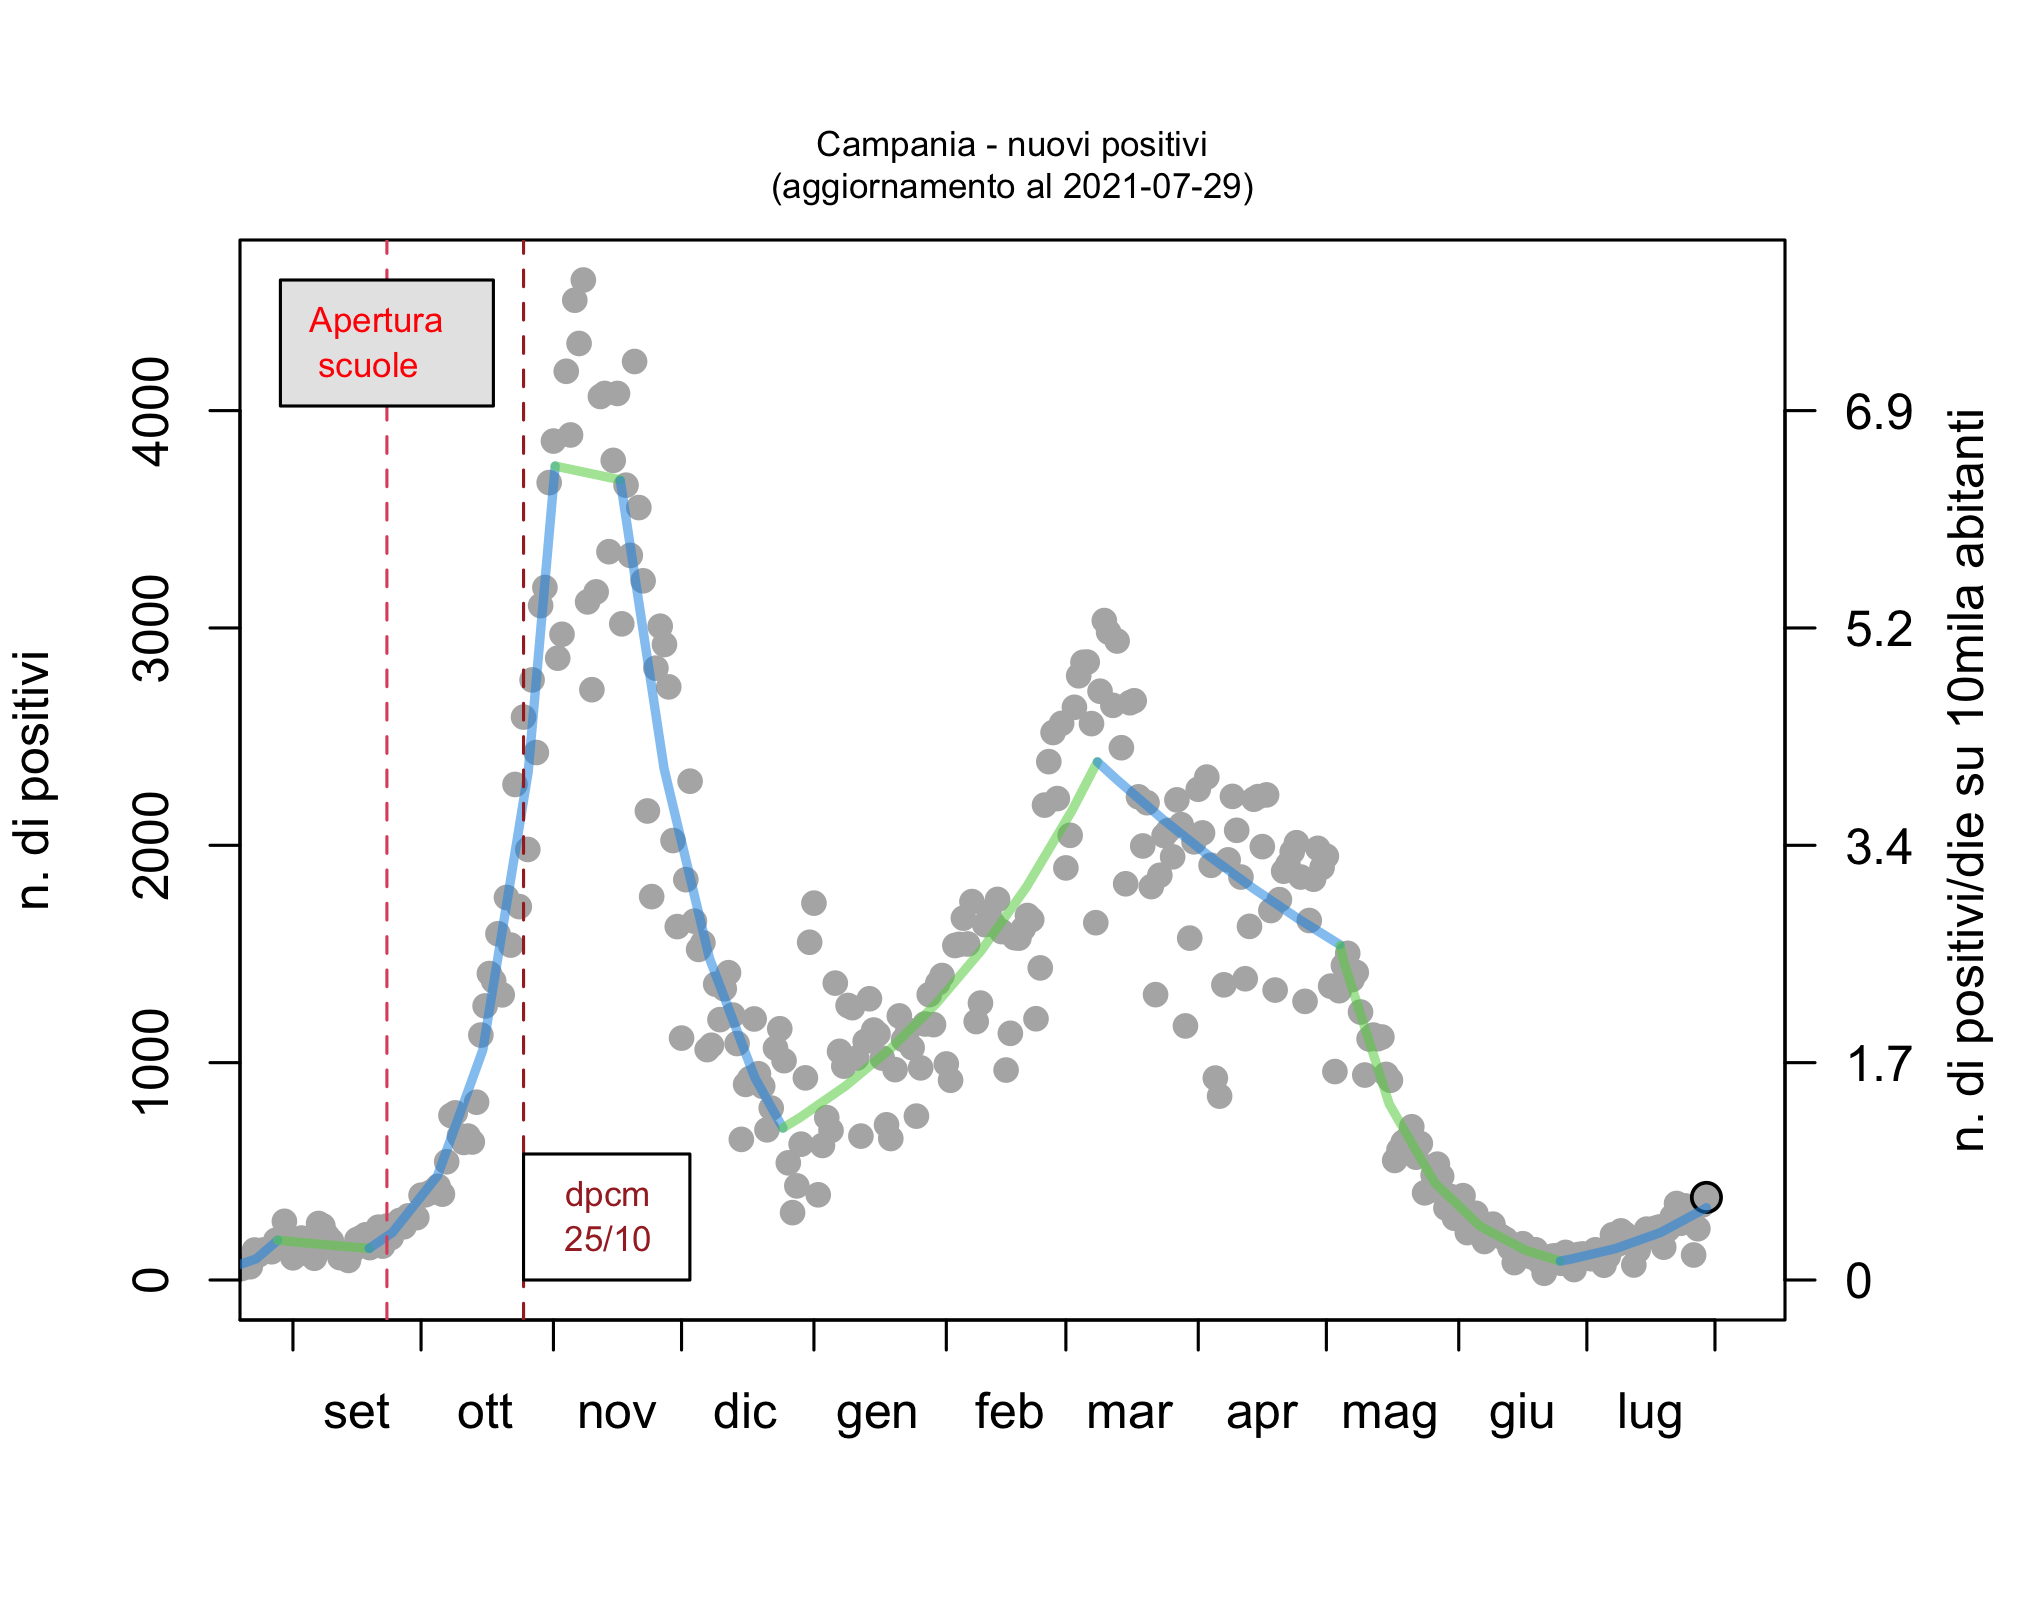 Campania - nuovi positivi
(aggiornamento al 2021-07-29)
Apertura
scuole
dpcm
25/10
n. di positivi
0
1000
2000
3000
4000
0
1.7
3.4
5.2
6.9
n. di positivi/die su 10mila abitanti
set ott nov dic gen feb mar apr mag giu lug